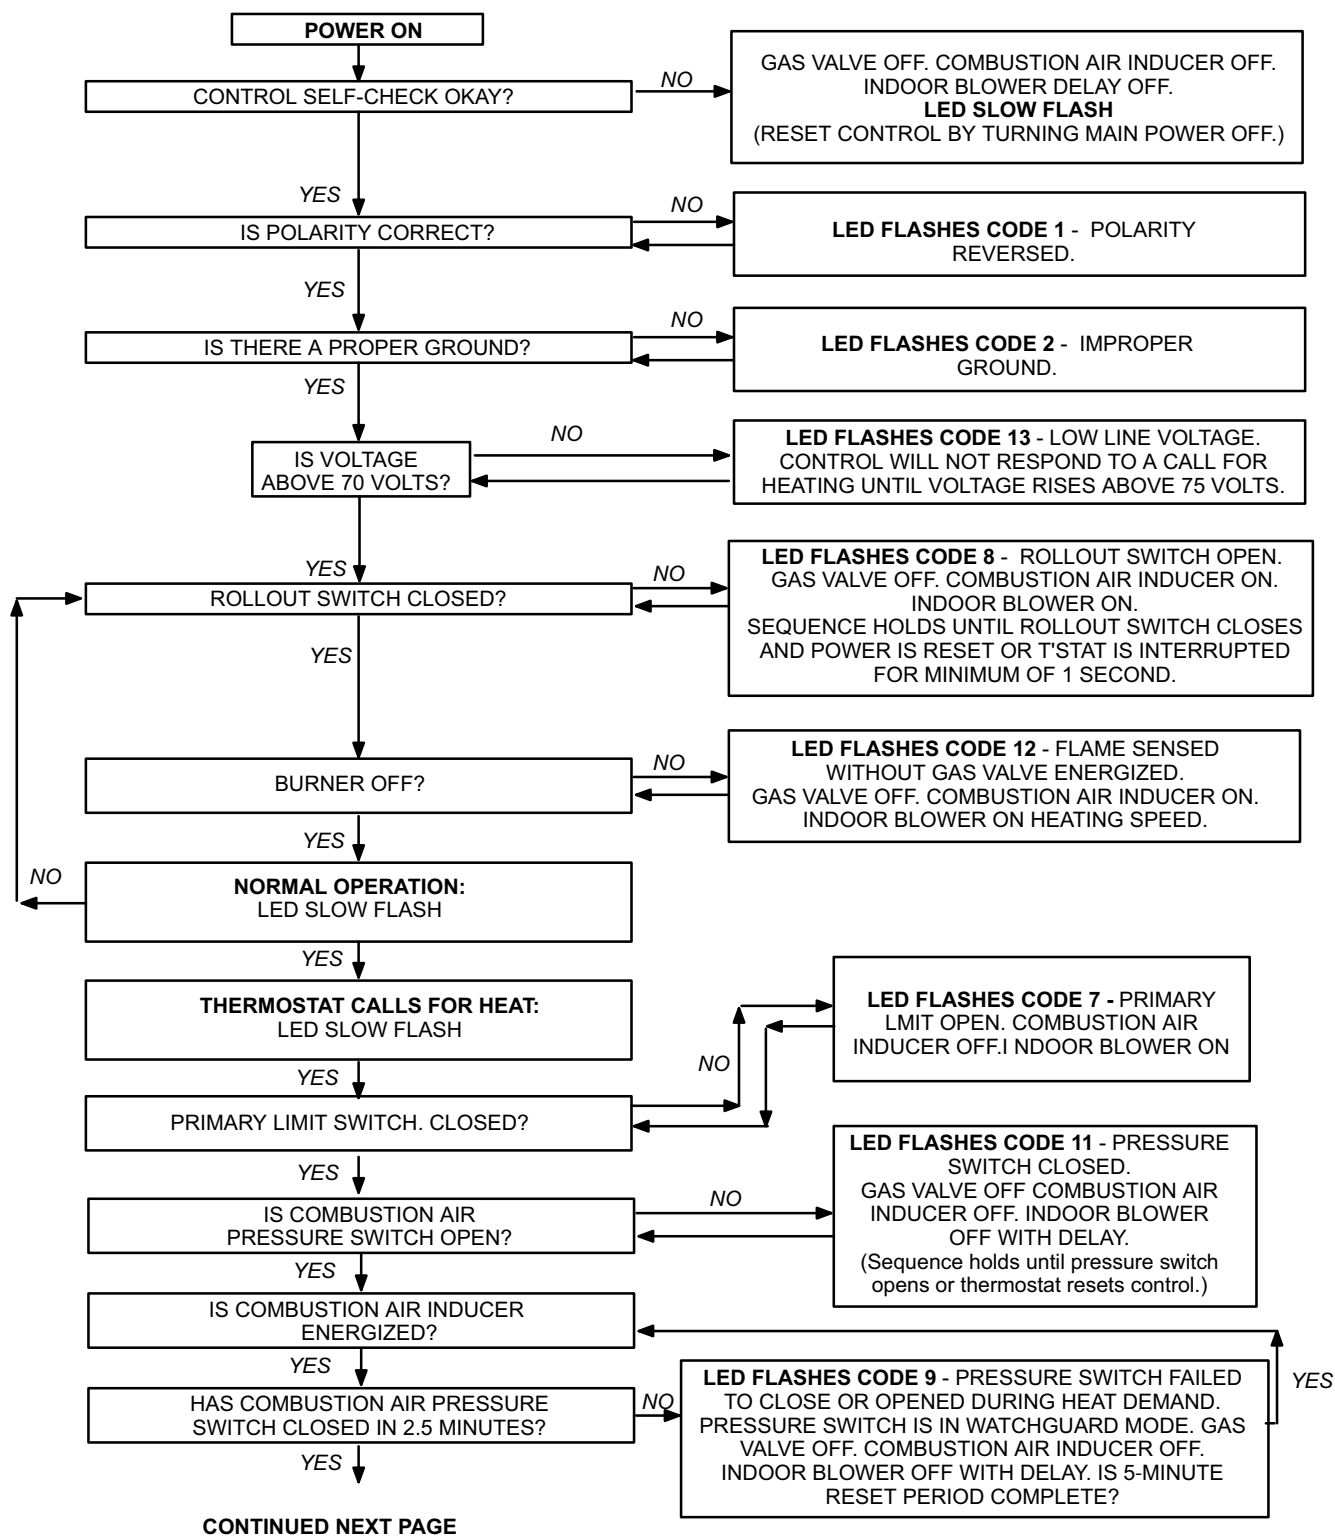 POWER ON
GAS VALVE OFF. COMBUSTION AIR INDUCER OFF.
INDOOR BLOWER DELAY OFF.
LED SLOW FLASH
(RESET CONTROL BY TURNING MAIN POWER OFF.)
NO
CONTROL SELF-CHECK OKAY?
YES
NO
IS POLARITY CORRECT?
LED FLASHES CODE 1 - POLARITY
REVERSED.
YES
NO
IS THERE A PROPER GROUND?
LED FLASHES CODE 2 - IMPROPER
GROUND.
YES
NO
IS VOLTAGE
ABOVE 70 VOLTS?
LED FLASHES CODE 13 - LOW LINE VOLTAGE.
CONTROL WILL NOT RESPOND TO A CALL FOR
HEATING UNTIL VOLTAGE RISES ABOVE 75 VOLTS.
YES
NO
ROLLOUT SWITCH CLOSED?
LED FLASHES CODE 8 - ROLLOUT SWITCH OPEN.
GAS VALVE OFF. COMBUSTION AIR INDUCER ON.
INDOOR BLOWER ON.
SEQUENCE HOLDS UNTIL ROLLOUT SWITCH CLOSES
AND POWER IS RESET OR T'STAT IS INTERRUPTED
FOR MINIMUM OF 1 SECOND.
YES
NO
BURNER OFF?
LED FLASHES CODE 12 - FLAME SENSED
WITHOUT GAS VALVE ENERGIZED.
GAS VALVE OFF. COMBUSTION AIR INDUCER ON.
INDOOR BLOWER ON HEATING SPEED.
YES
NO
NORMAL OPERATION:
LED SLOW FLASH
YES
THERMOSTAT CALLS FOR HEAT:
LED SLOW FLASH
LED FLASHES CODE 7 - PRIMARY
LMIT OPEN. COMBUSTION AIR
INDUCER OFF.I NDOOR BLOWER ON
NO
YES
PRIMARY LIMIT SWITCH. CLOSED?
YES
NO
IS COMBUSTION AIR
PRESSURE SWITCH OPEN?
LED FLASHES CODE 11 - PRESSURE
SWITCH CLOSED.
GAS VALVE OFF COMBUSTION AIR
INDUCER OFF. INDOOR BLOWER
OFF WITH DELAY.
(Sequence holds until pressure switch
opens or thermostat resets control.)
YES
IS COMBUSTION AIR INDUCER
ENERGIZED?
YES
HAS COMBUSTION AIR PRESSURE
SWITCH CLOSED IN 2.5 MINUTES?
NO
LED FLASHES CODE 9 - PRESSURE SWITCH FAILED
TO CLOSE OR OPENED DURING HEAT DEMAND.
PRESSURE SWITCH IS IN WATCHGUARD MODE. GAS
VALVE OFF. COMBUSTION AIR INDUCER OFF.
INDOOR BLOWER OFF WITH DELAY. IS 5-MINUTE
RESET PERIOD COMPLETE?
YES
YES
CONTINUED NEXT PAGE